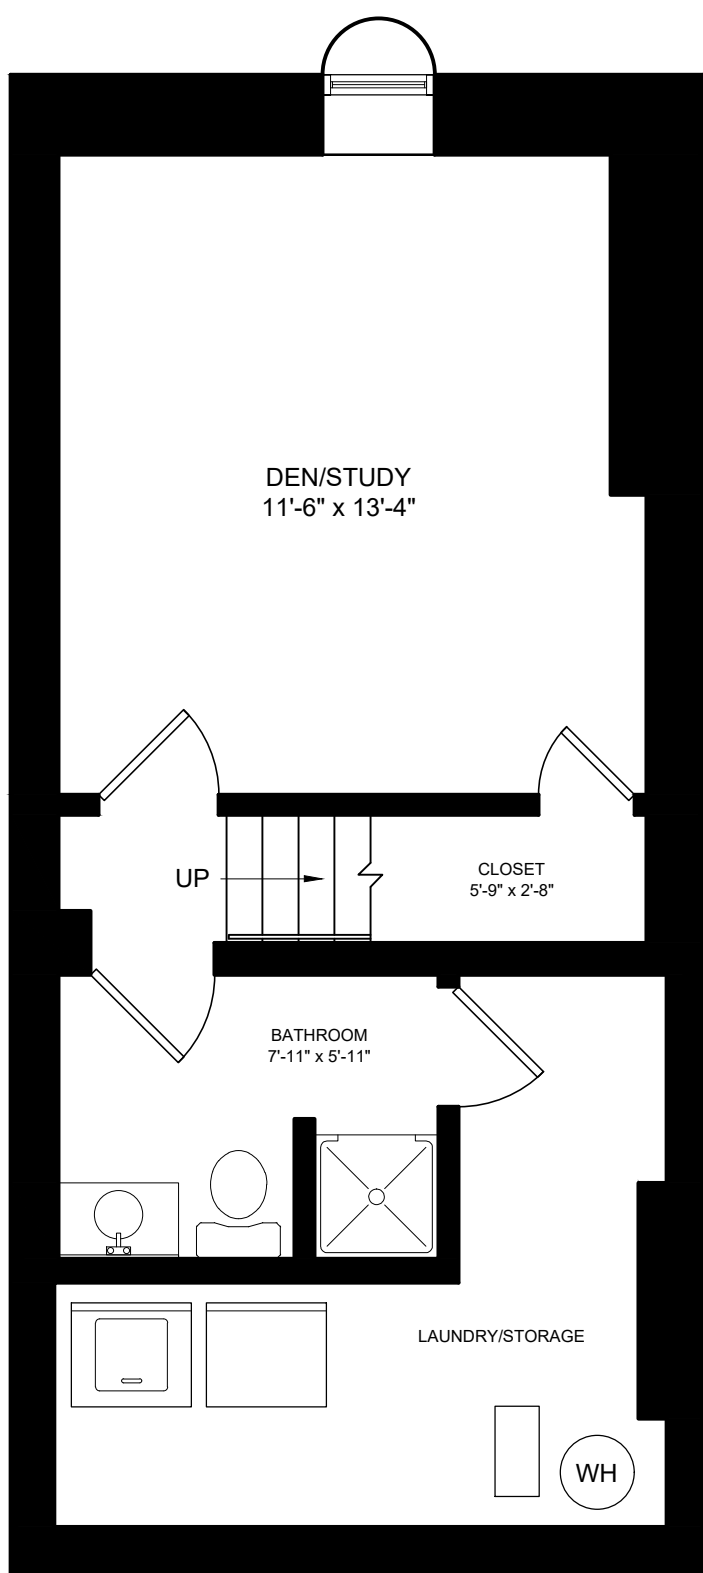 DEN/STUDY
11'-6" x 13'-4"
UP
CLOSET
5'-9" x 2'-8"
BATHROOM
7'-11" x 5'-11"
LAUNDRY/STORAGE
WH